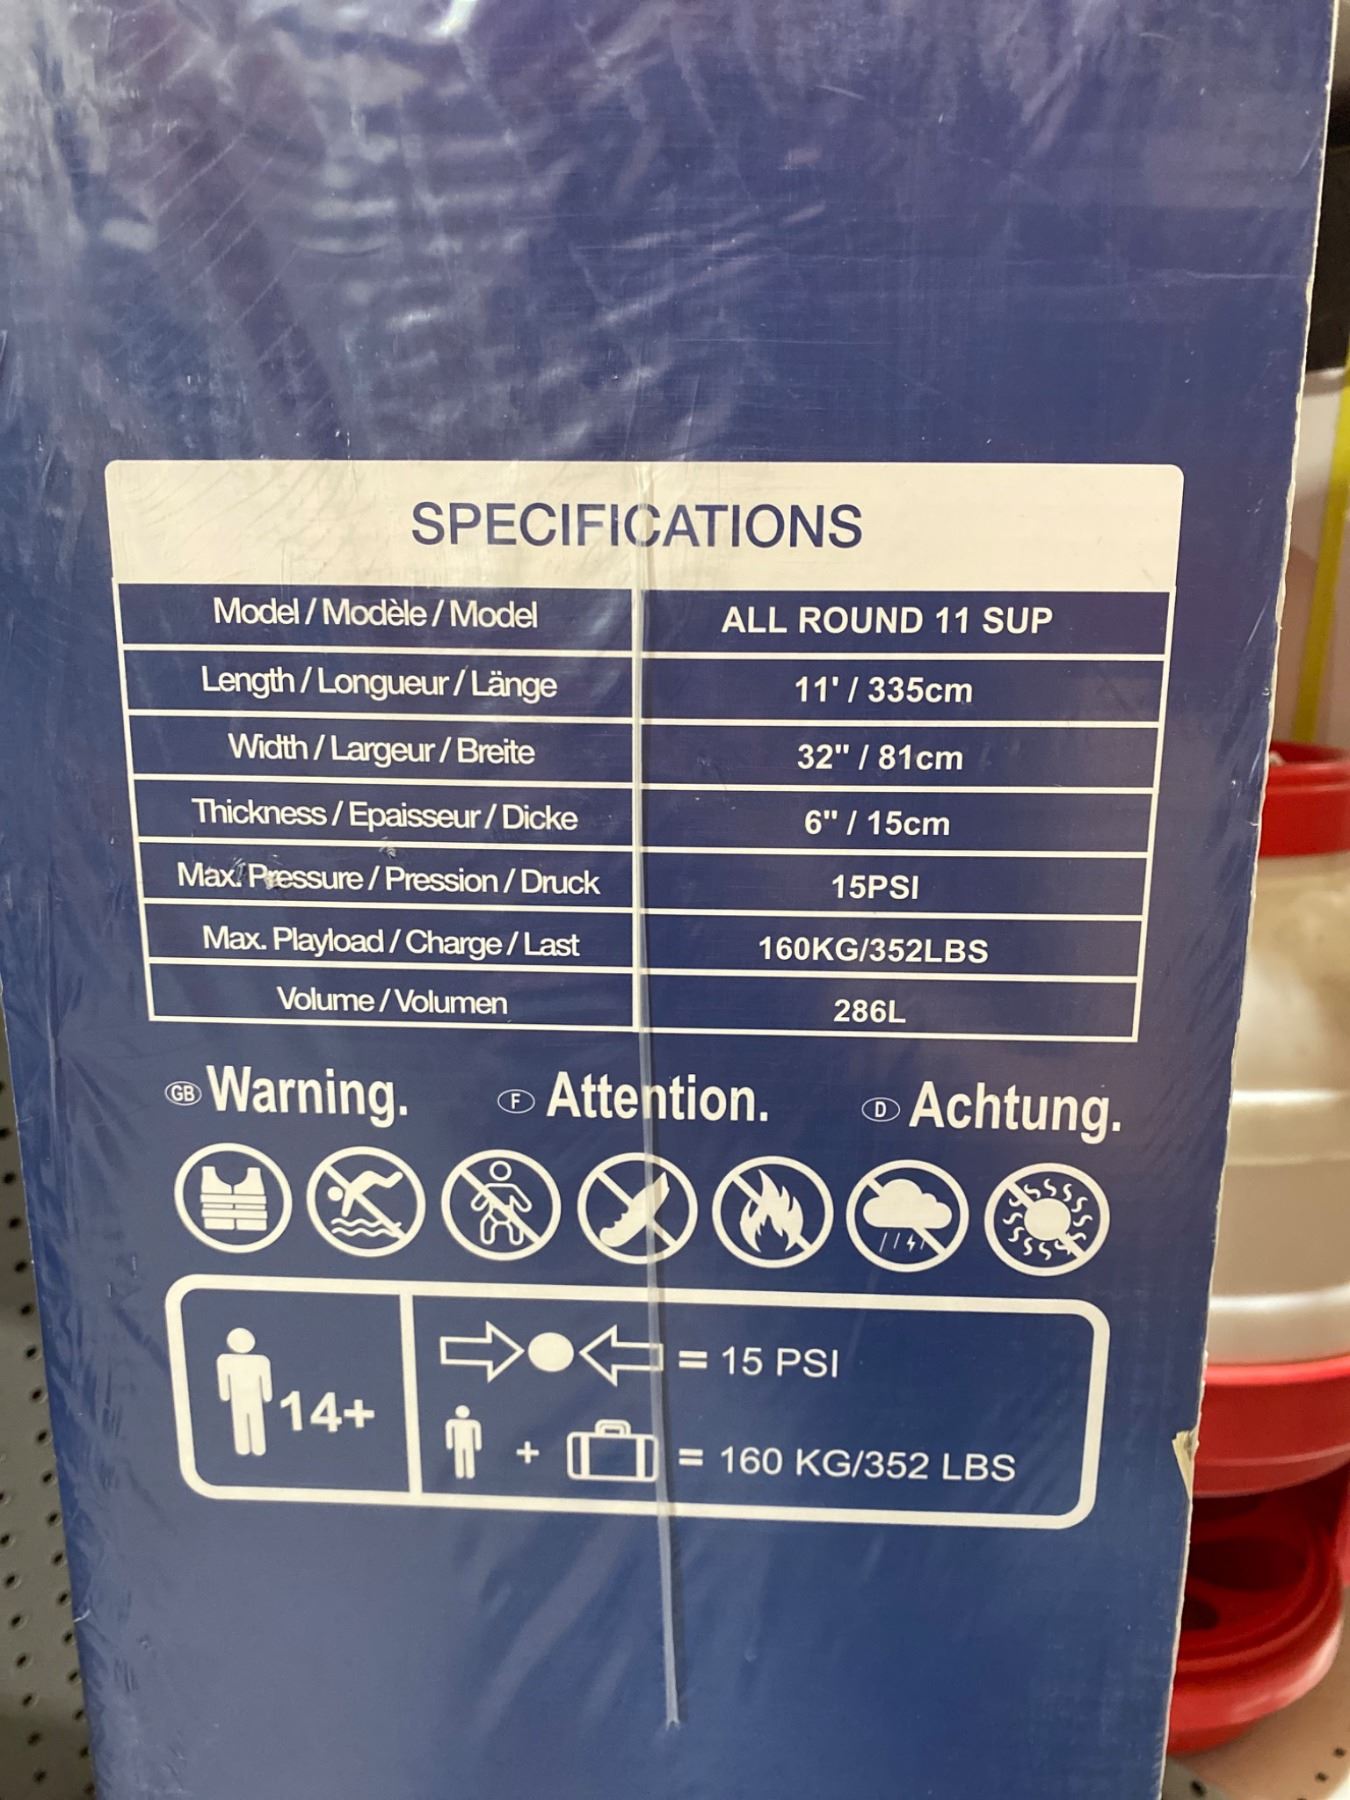 SPECIFICATIONS
Model / Modèle / Model ALL ROUND 11 SUP
Length / Longueur / Länge 11' / 335cm
Width / Largeur / Breite 32" / 81cm
Thickness / Epaisseur / Dicke 6" / 15cm
Max. Pressure / Pression / Druck 15PSI
Max. Playload / Charge / Last 160KG/352LBS
Volume / Volumen 286L
GB Warning. F Attention. D Achtung.
14+
= 15 PSI
+ = 160 KG/352 LBS